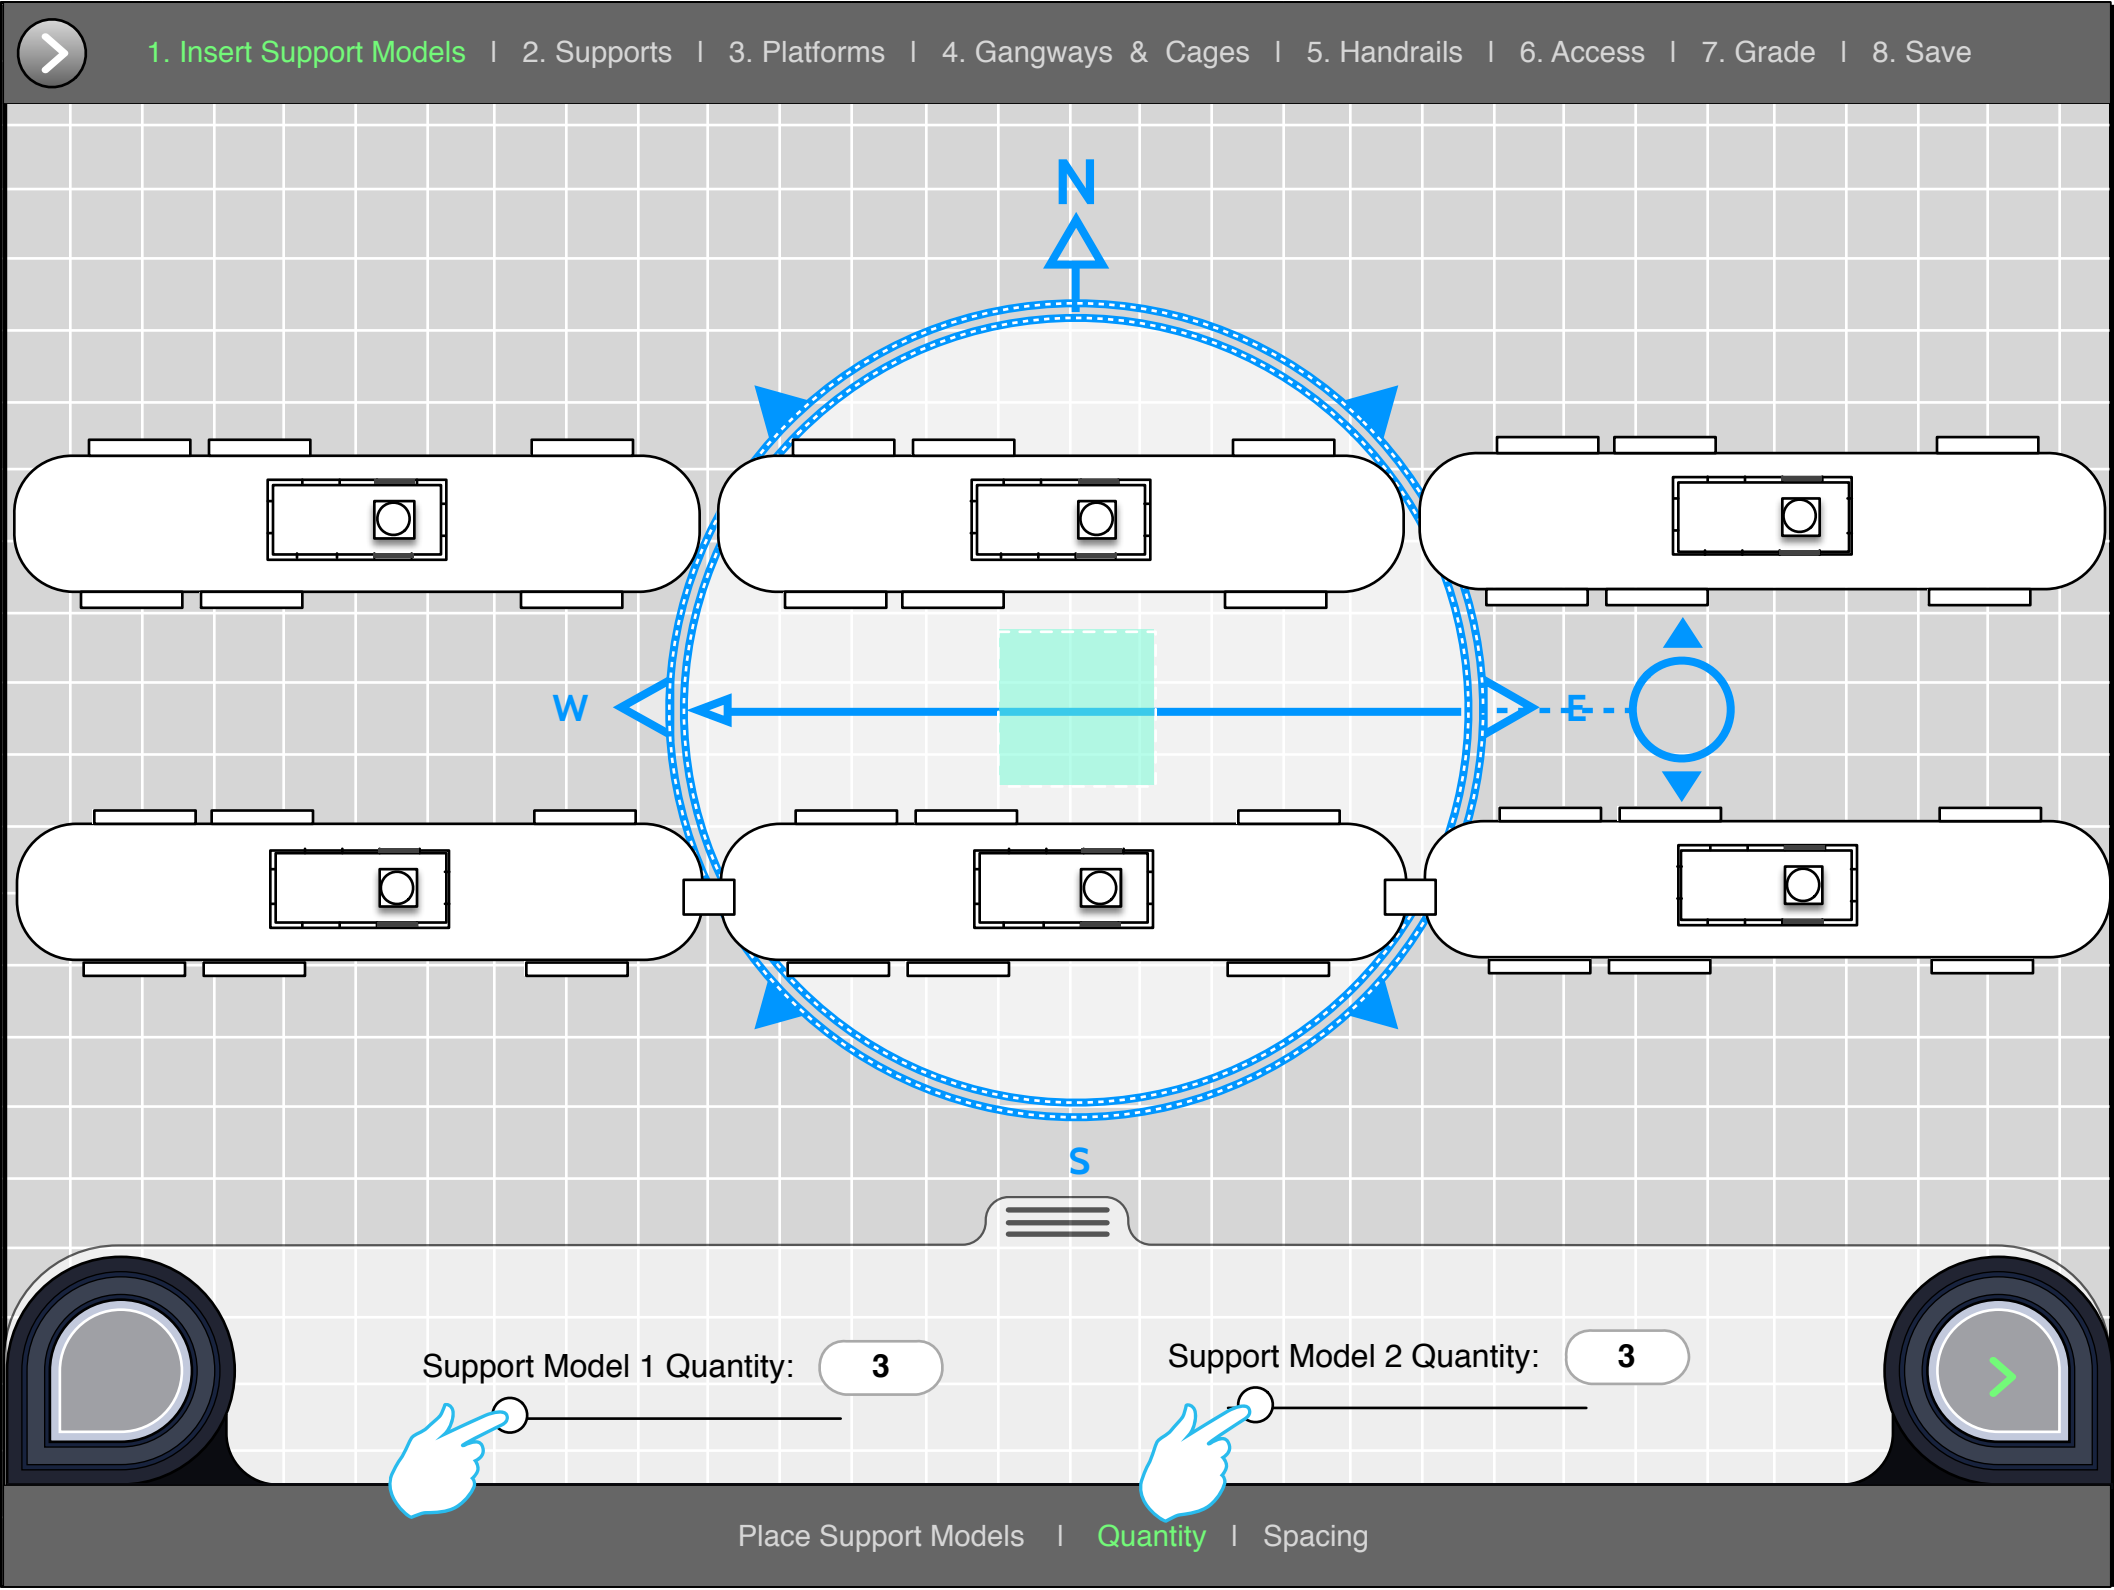 1. Insert Support Models | 2. Supports | 3. Platforms | 4. Gangways & Cages | 5. Handrails | 6. Access | 7. Grade | 8. Save
N
W
E
S
Support Model 1 Quantity: 3
Support Model 2 Quantity: 3
Place Support Models | Quantity | Spacing